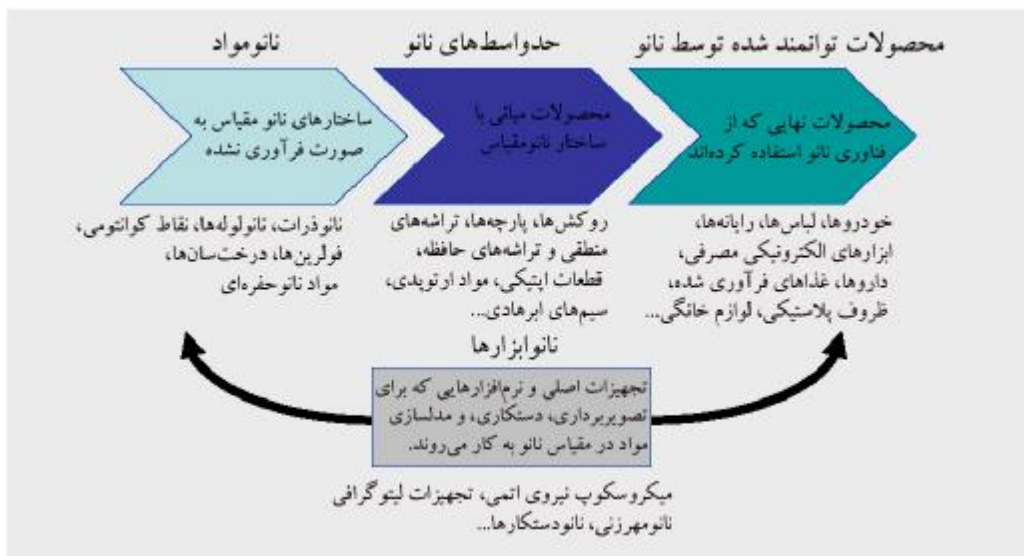 نانومواد
ساختارهای نانو مقیاس به
صورت فرآوری نشده
نانوذرات، نانولوله‌ها، نقاط کوانتومی،
فولرین‌ها، درخت‌سان‌ها،
مواد نانوحفره‌ای
حدواسط‌های نانو
محصولات میانی با
ساختار نانومقیاس
روکش‌ها، پارچه‌ها، تراشه‌های
منطقی و تراشه‌های حافظه،
قطعات اپتیکی، مواد ارتوپدی،
سیم‌های ابرهادی...
محصولات توانمند شده توسط نانو
محصولات نهایی که از
فناوری نانو استفاده کرده‌اند
خودروها، لباس‌ها، رایانه‌ها،
ابزارهای الکترونیکی مصرفی،
داروها، غذاهای فرآوری شده،
ظروف پلاستیکی، لوازم خانگی...
نانوابزارها
تجهیزات اصلی و نرم‌افزارهایی که برای
تصویربرداری، دستکاری، و مدلسازی
مواد در مقیاس نانو به کار می‌روند.
میکروسکوپ نیروی اتمی، تجهیزات لیتوگرافی
نانومهرزنی، نانودستکارها...